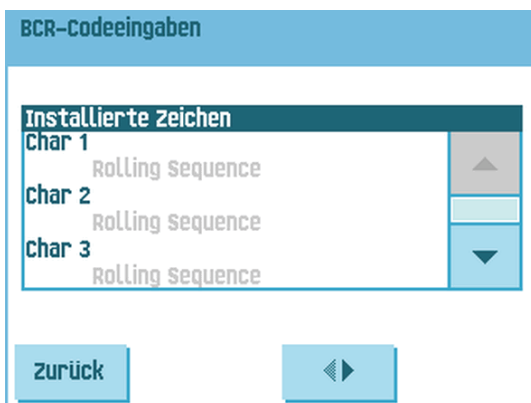 BCR-Codeeingaben
Installierte Zeichen
Char 1
Rolling Sequence
Char 2
Rolling Sequence
Char 3
Rolling Sequence
Zurück